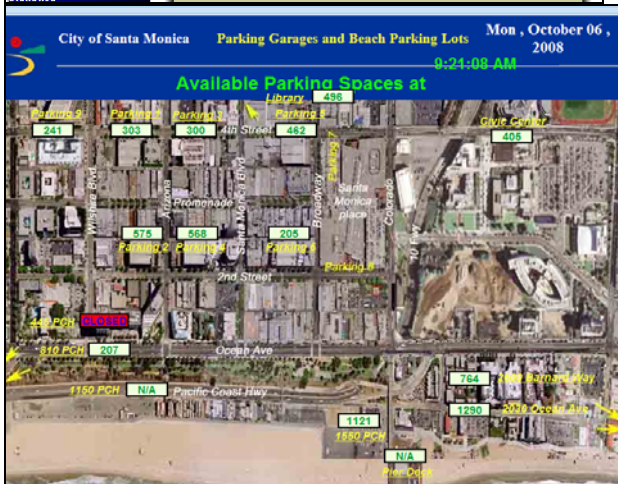 City of Santa Monica
Parking Garages and Beach Parking Lots
Mon , October 06 , 2008
9:21:08 AM
Available Parking Spaces at
Library 496
Parking 9
241
Parking 1
303
Parking 3
300
4th Street
Parking 5
462
Civic Center
405
Parking 7
Wilshire Blvd
Arizona
Promenade
Santa Monica Blvd
Broadway
Santa Monica place
Colorado
10 Fwy
575
Parking 2
568
Parking 4
205
Parking 6
Parking 8
2nd Street
445 PCH CLOSED
810 PCH 207
Ocean Ave
1150 PCH N/A
Pacific Coast Hwy
764
Barnard Way
1290
2030 Ocean Ave
1121
1550 PCH
N/A
Pier Deck